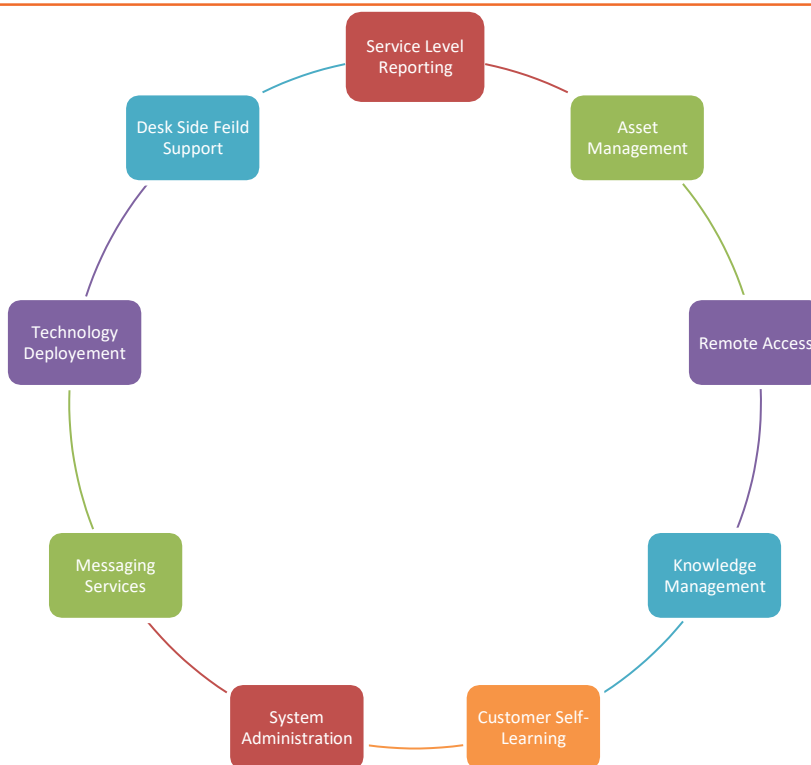 Service Level
Reporting
Asset
Management
Remote Access
Knowledge
Management
Customer Self-
Learning
System
Administration
Messaging
Services
Technology
Deployement
Desk Side Feild
Support